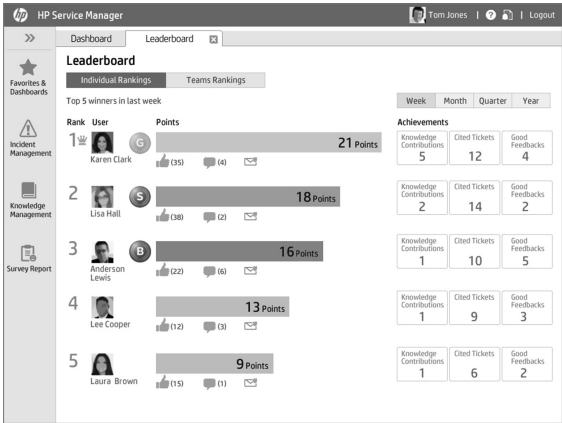 hp HP Service Manager
Tom Jones | ? | Logout
>>
Dashboard Leaderboard
Leaderboard
Favorites &
Dashboards
Individual Rankings Teams Rankings
Top 5 winners in last week
Week Month Quarter Year
Rank User Points Achievements
Incident
Management
1 G 21 Points
Karen Clark (35) (4)
Knowledge
Contributions
5
Cited Tickets
12
Good
Feedbacks
4
Knowledge
Management
2 S 18 Points
Lisa Hall (38) (2)
Knowledge
Contributions
2
Cited Tickets
14
Good
Feedbacks
2
Survey Report
3 B 16 Points
Anderson
Lewis
(22) (6)
Knowledge
Contributions
1
Cited Tickets
10
Good
Feedbacks
5
4 13 Points
Lee Cooper (12) (3)
Knowledge
Contributions
1
Cited Tickets
9
Good
Feedbacks
3
5 9 Points
Laura Brown (15) (1)
Knowledge
Contributions
1
Cited Tickets
6
Good
Feedbacks
2